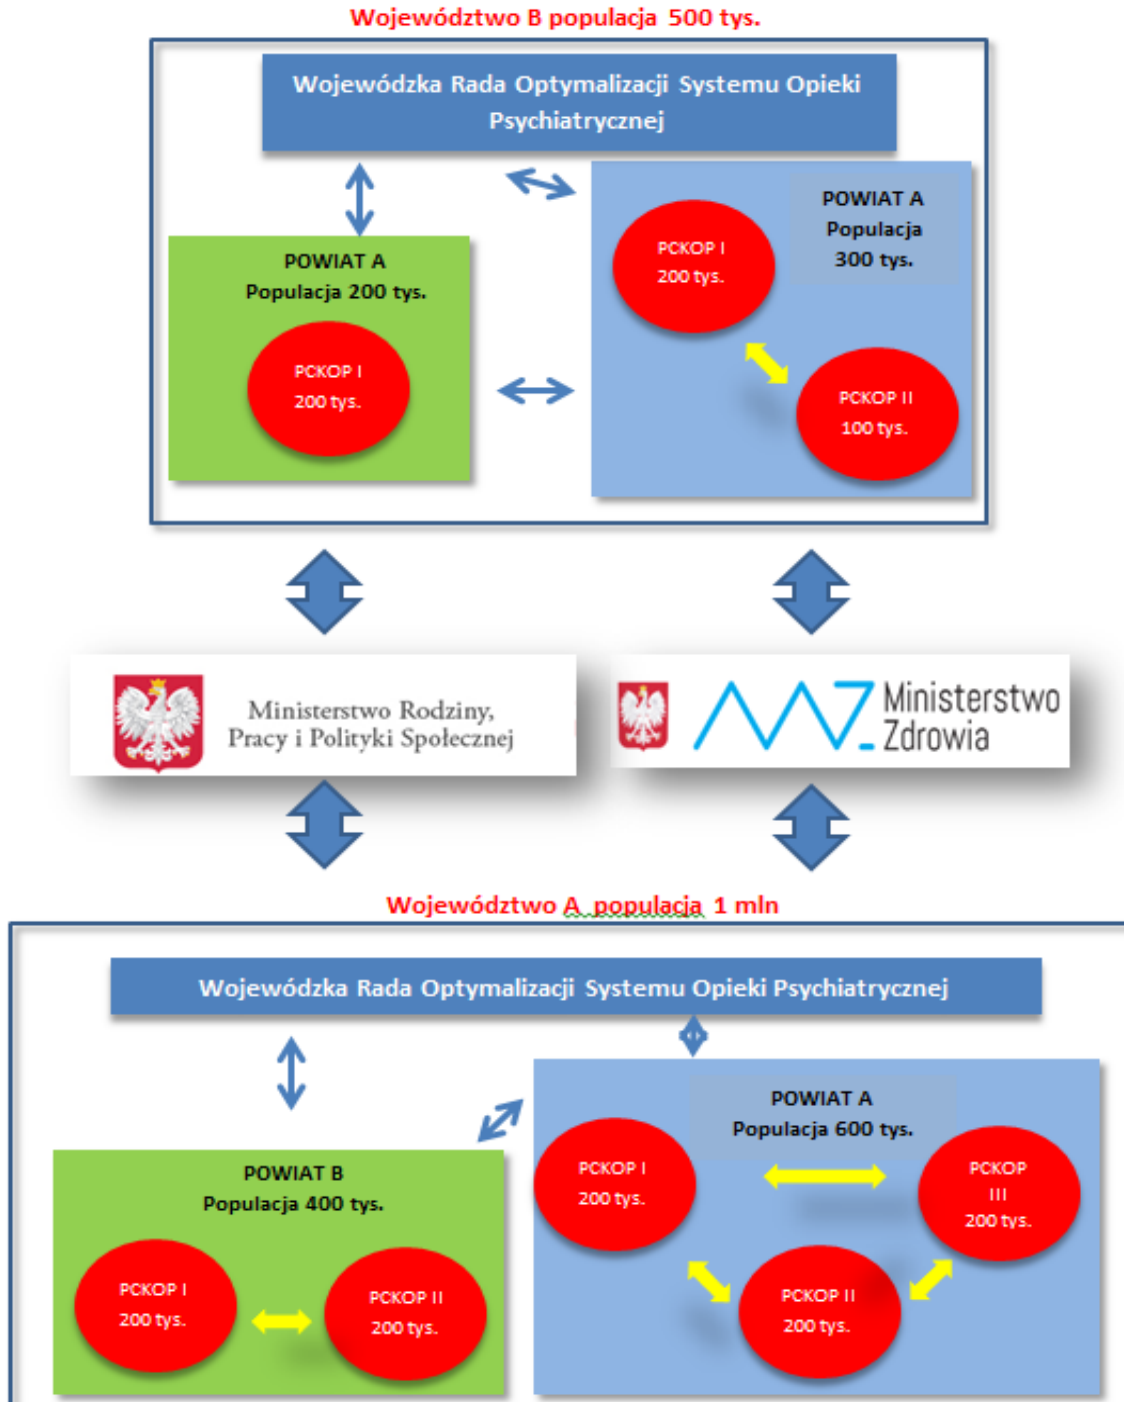 Województwo B populacja 500 tys.
Wojewódzka Rada Optymalizacji Systemu Opieki
Psychiatrycznej
POWIAT A
Populacja 200 tys.
PCKOP I
200 tys.
POWIAT A
Populacja
300 tys.
PCKOP I
200 tys.
PCKOP II
100 tys.
Ministerstwo Rodziny,
Pracy i Polityki Społecznej
MZ
Ministerstwo
Zdrowia
Województwo A populacja 1 mln
Wojewódzka Rada Optymalizacji Systemu Opieki Psychiatrycznej
POWIAT B
Populacja 400 tys.
PCKOP I
200 tys.
PCKOP II
200 tys.
POWIAT A
Populacja 600 tys.
PCKOP I
200 tys.
PCKOP
III
200 tys.
PCKOP II
200 tys.